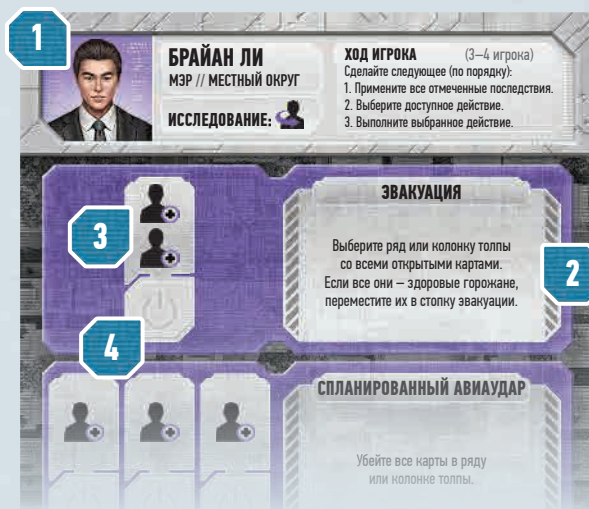 1
БРАЙАН ЛИ
МЭР // МЕСТНЫЙ ОКРУГ
ИССЛЕДОВАНИЕ:
ХОД ИГРОКА (3–4 игрока)
Сделайте следующее (по порядку):
1. Примените все отмеченные последствия.
2. Выберите доступное действие.
3. Выполните выбранное действие.
3
ЭВАКУАЦИЯ
Выберите ряд или колонку толпы
со всеми открытыми картами.
Если все они – здоровые горожане,
переместите их в стопку эвакуации.
2
4
СПЛАНИРОВАННЫЙ АВИАУДАР
Убейте все карты в ряду
или колонке толпы.